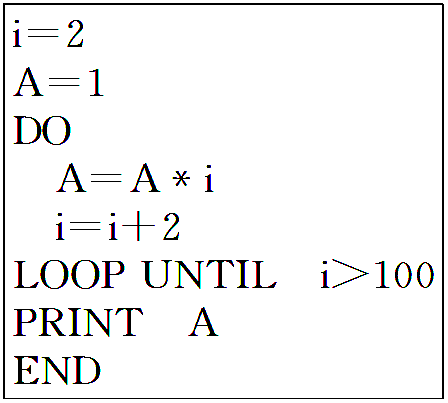 i＝2
A＝1
DO
A＝A*i
i＝i＋2
LOOP UNTIL i＞100
PRINT A
END